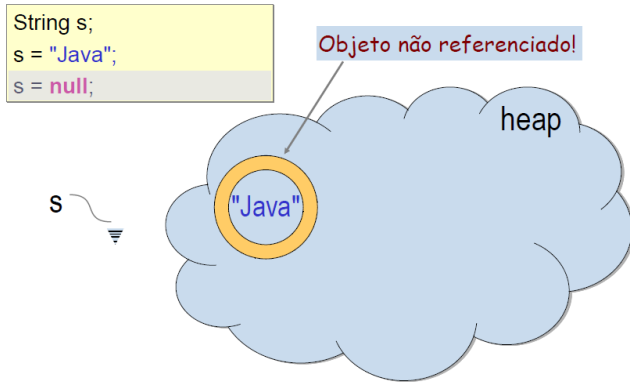 String s;
s = "Java";
s = null;
Objeto não referenciado!
heap
s
"Java"